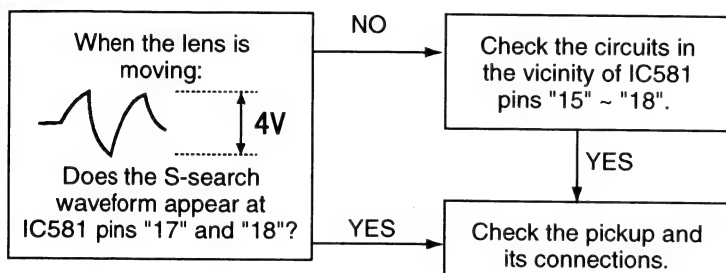 When the lens is
moving:
4V
Does the S-search
waveform appear at
IC581 pins "17" and "18"?
NO
Check the circuits in
the vicinity of IC581
pins "15" ~ "18".
YES
YES
Check the pickup and
its connections.